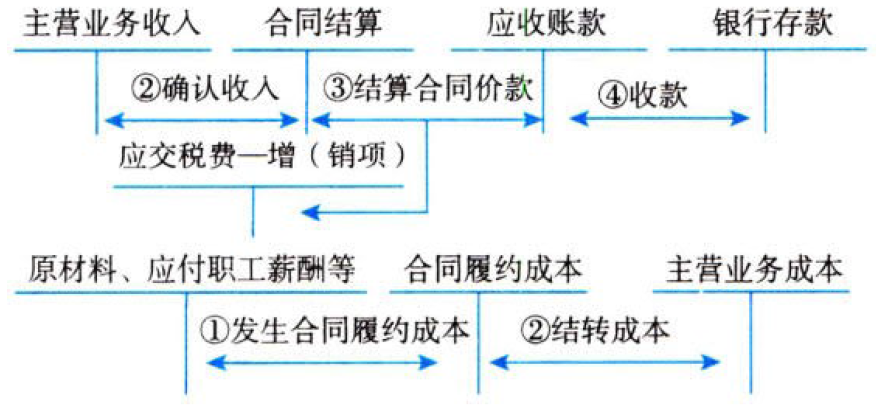 主营业务收入 合同结算 应收账款 银行存款
②确认收入 ③结算合同价款 ④收款
应交税费—增（销项）
原材料、应付职工薪酬等 合同履约成本 主营业务成本
①发生合同履约成本 ②结转成本